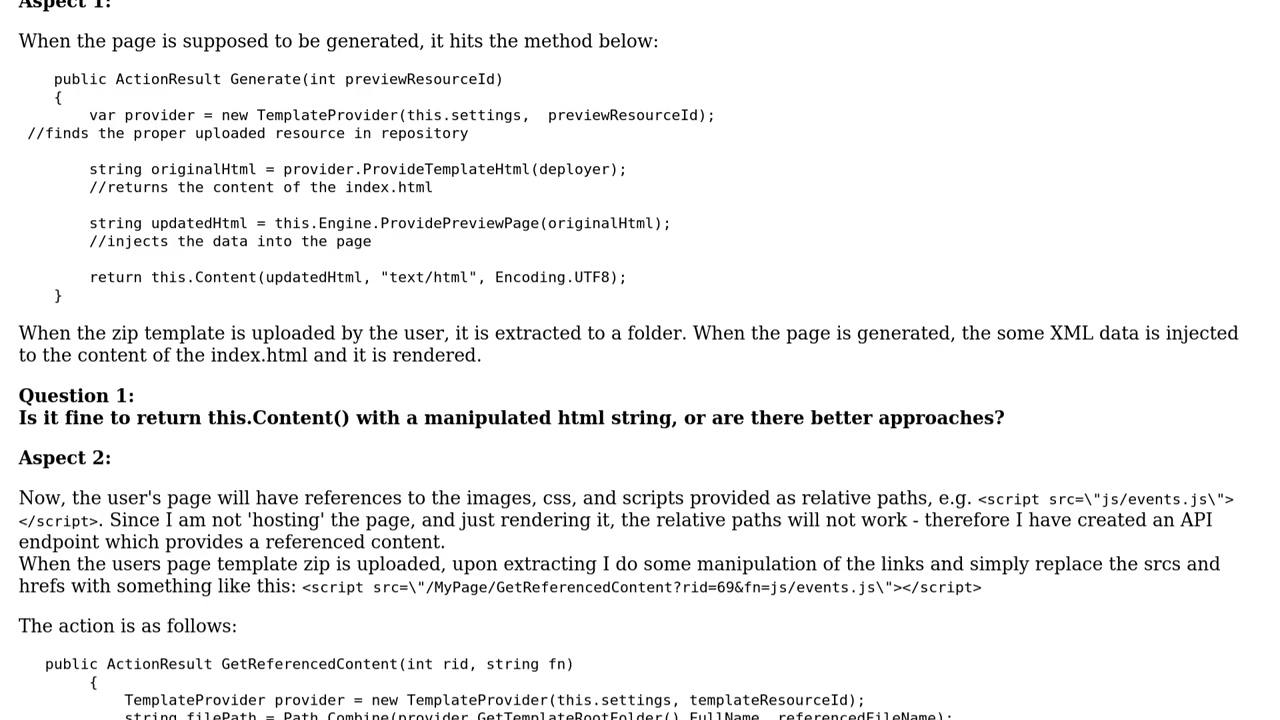 Aspect 1:
When the page is supposed to be generated, it hits the method below:
public ActionResult Generate(int previewResourceId)
{
var provider = new TemplateProvider(this.settings,  previewResourceId);
//finds the proper uploaded resource in repository
string originalHtml = provider.ProvideTemplateHtml(deployer);
//returns the content of the index.html
string updatedHtml = this.Engine.ProvidePreviewPage(originalHtml);
//injects the data into the page
return this.Content(updatedHtml, "text/html", Encoding.UTF8);
}
When the zip template is uploaded by the user, it is extracted to a folder. When the page is generated, the some XML data is injected
to the content of the index.html and it is rendered.
Question 1:
Is it fine to return this.Content() with a manipulated html string, or are there better approaches?
Aspect 2:
Now, the user's page will have references to the images, css, and scripts provided as relative paths, e.g. <script src=\"js/events.js\">
</script>. Since I am not 'hosting' the page, and just rendering it, the relative paths will not work - therefore I have created an API
endpoint which provides a referenced content.
When the users page template zip is uploaded, upon extracting I do some manipulation of the links and simply replace the srcs and
hrefs with something like this: <script src=\"/MyPage/GetReferencedContent?rid=69&fn=js/events.js\"></script>
The action is as follows:
public ActionResult GetReferencedContent(int rid, string fn)
{
TemplateProvider provider = new TemplateProvider(this.settings, templateResourceId);
string filePath = Path.Combine(provider.GetTemplateRootFolder().FullName, referencedFileName);